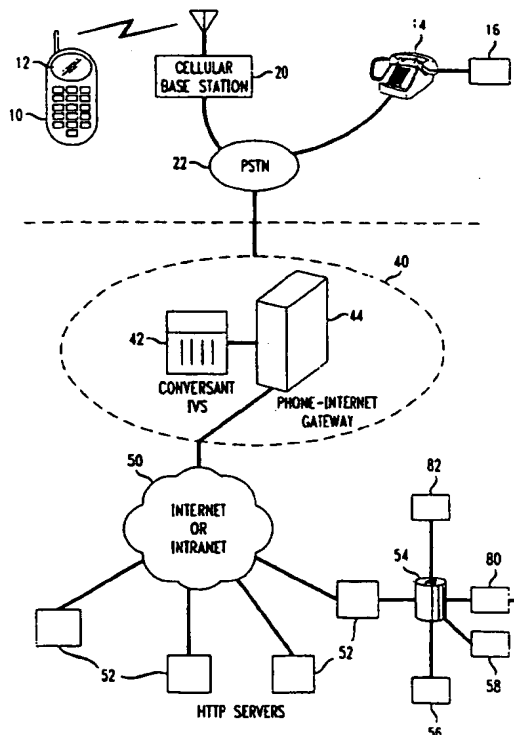 12
10
CELLULAR
BASE STATION
20
14
16
22
PSTN
40
42
44
CONVERSANT
IVS
PHONE-INTERNET
GATEWAY
50
INTERNET
OR
INTRANET
82
54
80
52
52
58
56
HTTP SERVERS